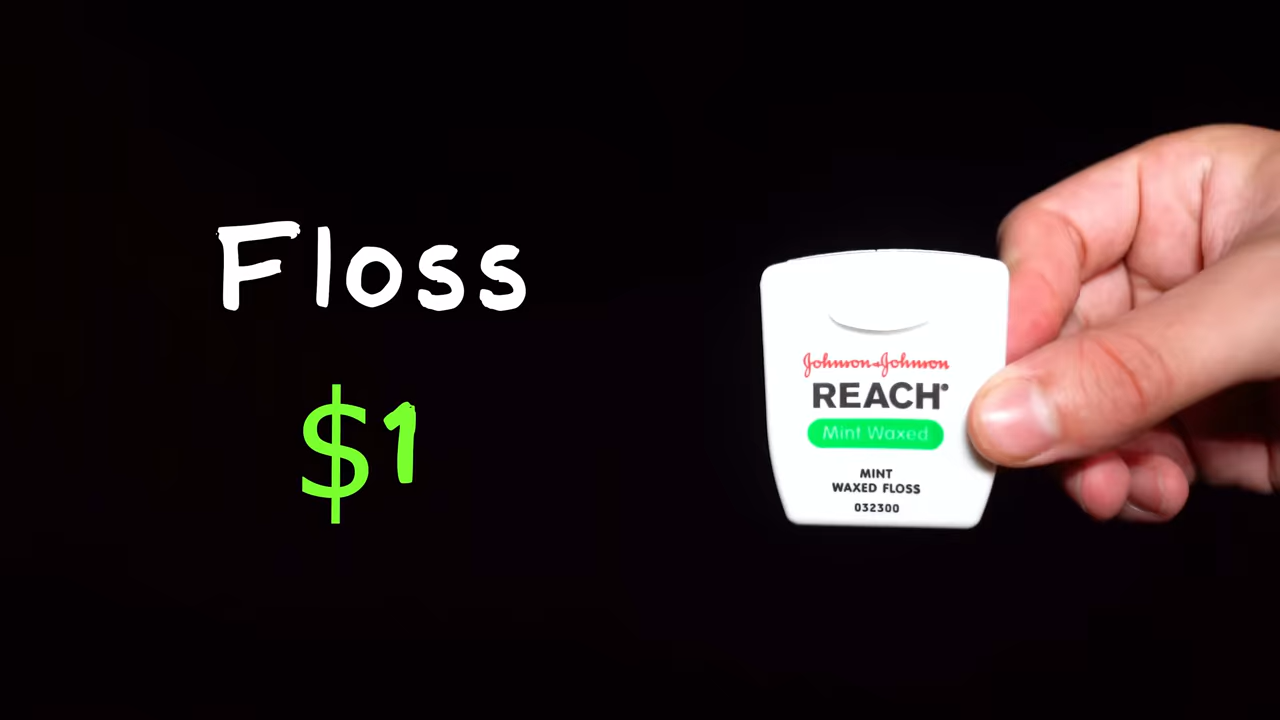 Floss
$1
Johnson & Johnson
REACH®
Mint Waxed
MINT
WAXED FLOSS
032300